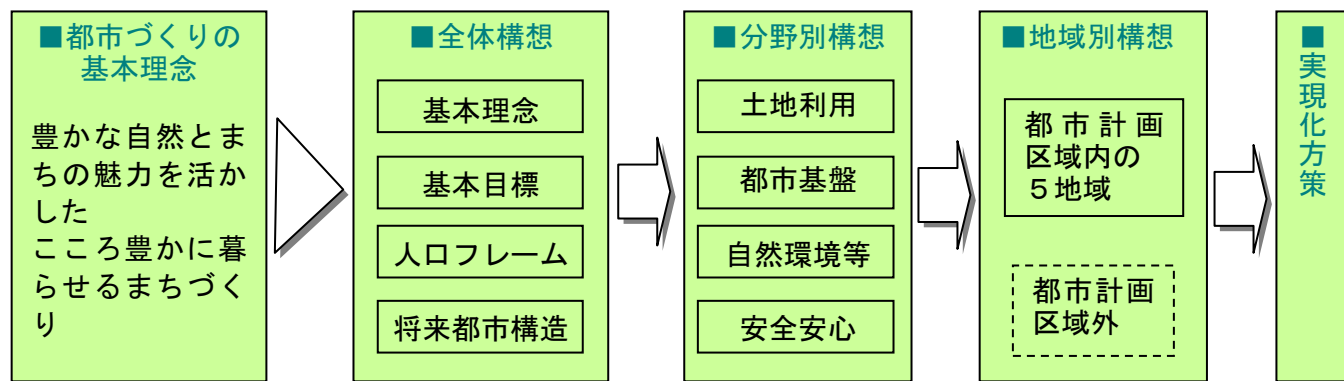 ■都市づくりの
基本理念
豊かな自然とま
ちの魅力を活か
した
こころ豊かに暮
らせるまちづく
り
■全体構想
基本理念
基本目標
人口フレーム
将来都市構造
■分野別構想
土地利用
都市基盤
自然環境等
安全安心
■地域別構想
都市計画
区域内の
５地域
都市計画
区域外
■実現化方策